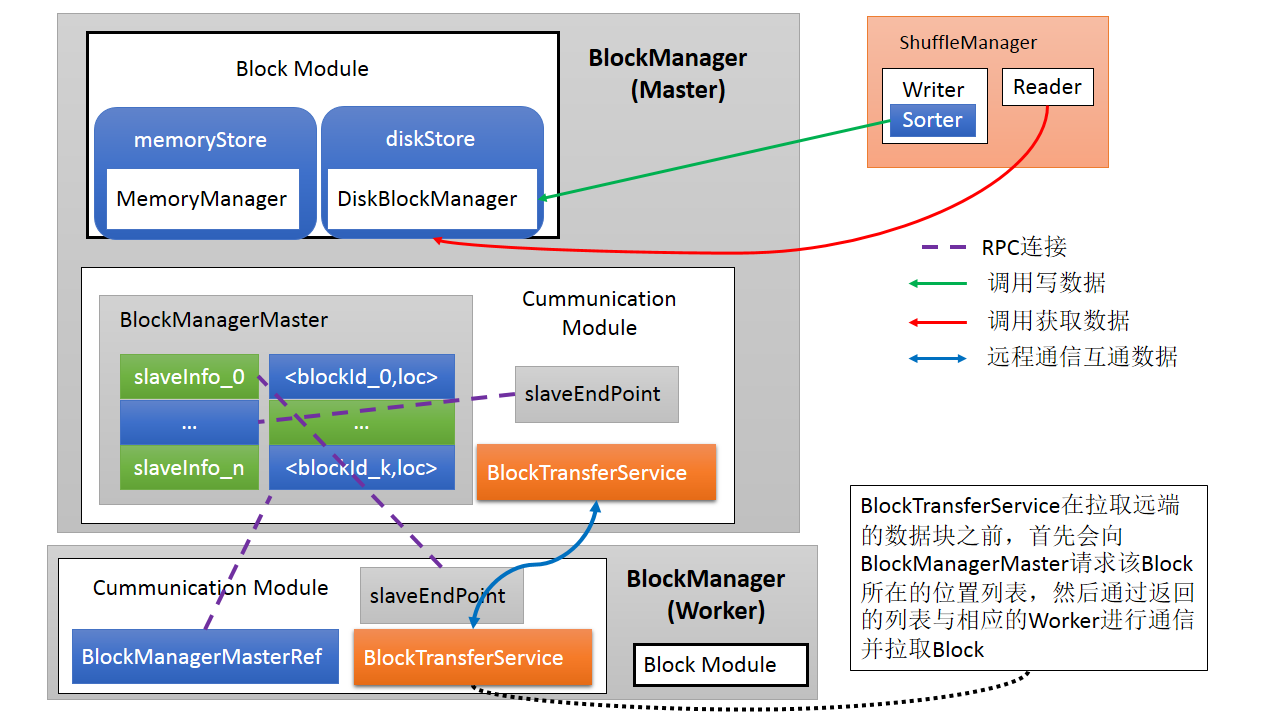 Block Module
BlockManager
(Master)
memoryStore
MemoryManager
diskStore
DiskBlockManager
ShuffleManager
Writer
Sorter
Reader
RPC连接
调用写数据
调用获取数据
远程通信互通数据
Cummunication
Module
BlockManagerMaster
slaveInfo_0
<blockId_0,loc>
...
...
slaveInfo_n
<blockId_k,loc>
slaveEndPoint
BlockTransferService
Cummunication Module
slaveEndPoint
BlockManagerMasterRef
BlockTransferService
BlockManager
(Worker)
Block Module
BlockTransferService在拉取远端
的数据块之前，首先会向
BlockManagerMaster请求该Block
所在的位置列表，然后通过返回
的列表与相应的Worker进行通信
并拉取Block